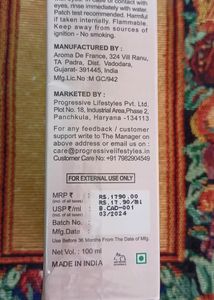 eyes, rinse immediately with water
Patch test recommended. Harmful
if taken internally. Flammable.
Keep away from sources of
ignition - No smoking.
MANUFACTURED BY :
Aroma De France, 324 Vill Ranu,
TA Padra, Dist. Vadodara,
Gujarat- 391445, India
Mfg.Lic.No :M GC/942
MARKETED BY :
Progressive Lifestyles Pvt. Ltd.
Plot No. 18, Industrial Area,Phase 2,
Panchkula, Haryana -134113
For any feedback / customer
support write to The Manager on
above address or email us -
care@progressivelifestyles.in
Customer Care No: +91 7982904549
FOR EXTERNAL USE ONLY
MRP ₹ RS.1790.00
(incl. of all taxes)
USP ₹/ml RS.17.90/Ml
(incl. of all taxes)
Batch No. B.CAD-001
Mfg.Date 03/2024
Use Before 36 Months From The Date Of Mfg.
Net Vol.: 100 ml
MADE IN INDIA